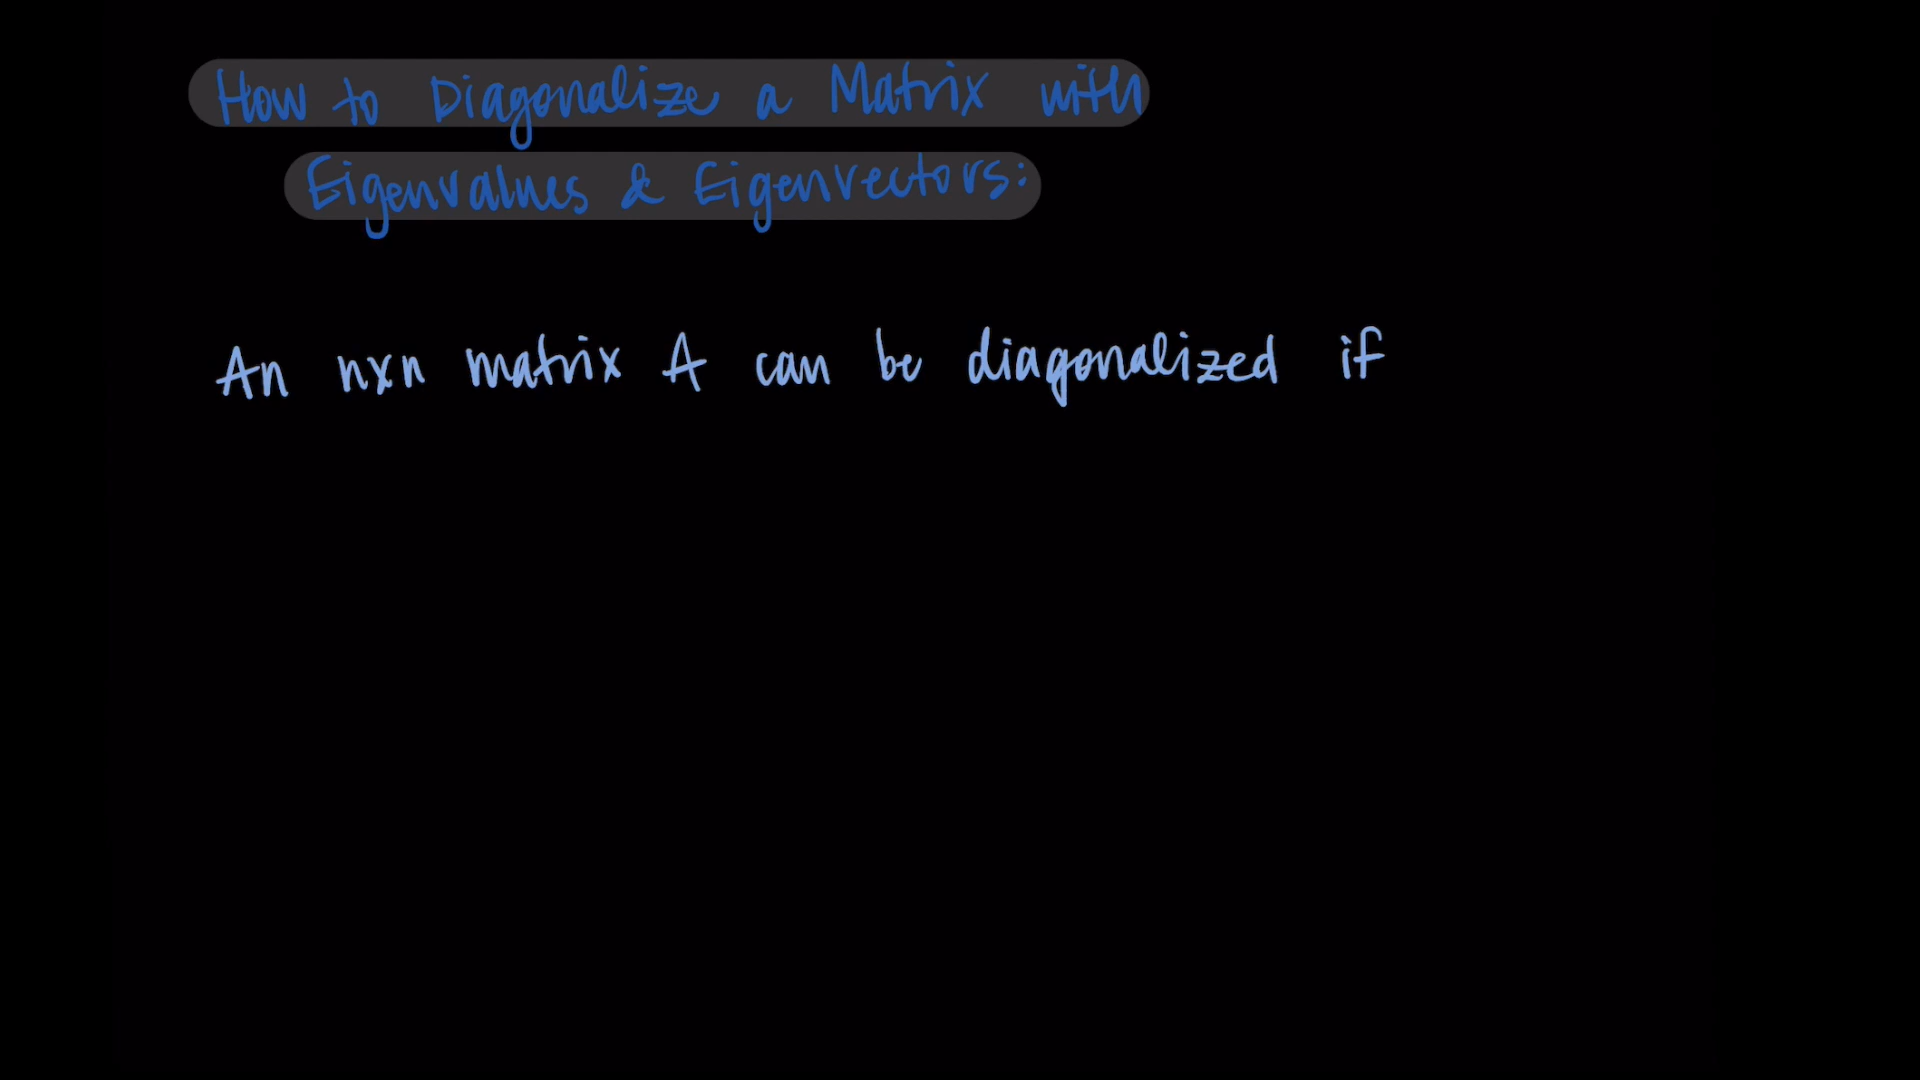 How to Diagonalize a Matrix with
Eigenvalues & Eigenvectors:
An nxn matrix A can be diagonalized if